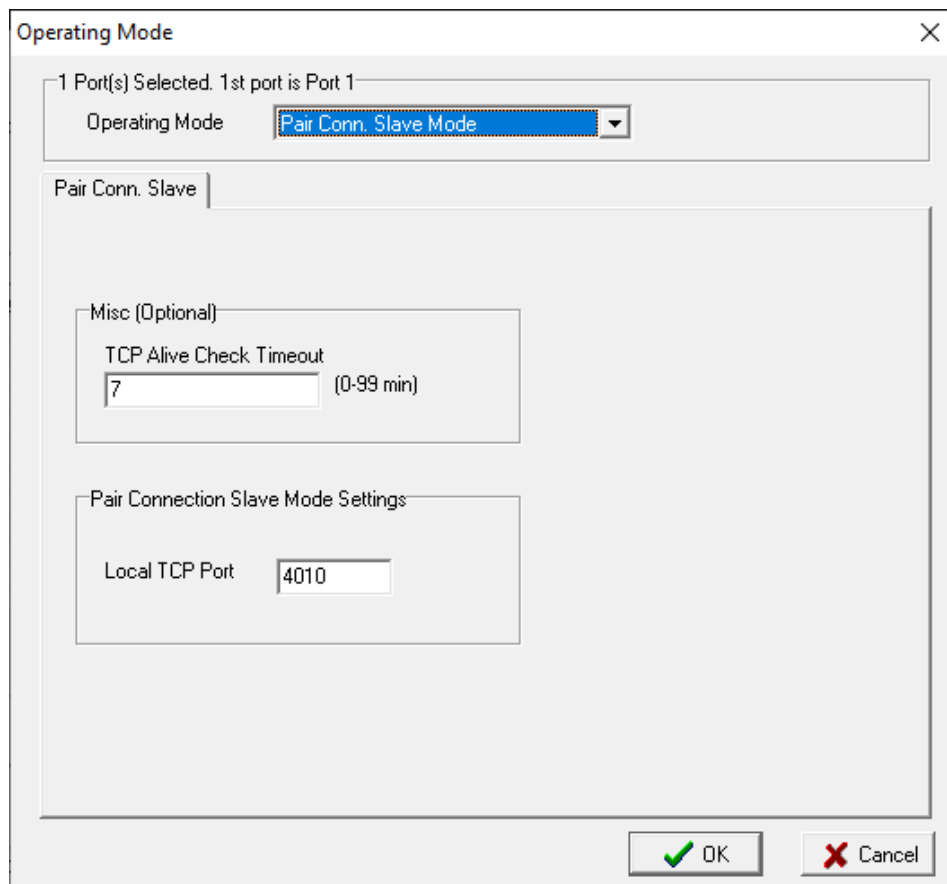 Operating Mode
1 Port(s) Selected. 1st port is Port 1
Operating Mode
Pair Conn. Slave Mode
Pair Conn. Slave
Misc (Optional)
TCP Alive Check Timeout
7 (0-99 min)
Pair Connection Slave Mode Settings
Local TCP Port 4010
OK Cancel